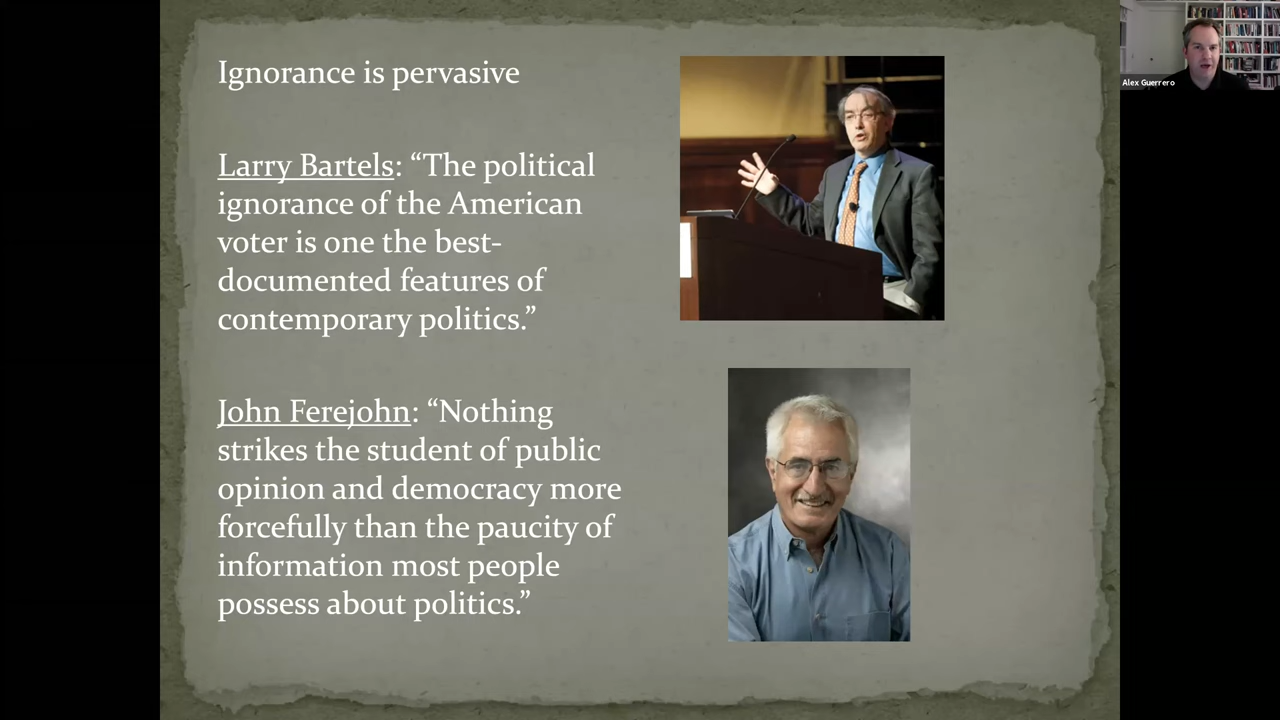 Ignorance is pervasive
Larry Bartels: “The political
ignorance of the American
voter is one the best-
documented features of
contemporary politics.”
John Ferejohn: “Nothing
strikes the student of public
opinion and democracy more
forcefully than the paucity of
information most people
possess about politics.”
Alex Guerrero